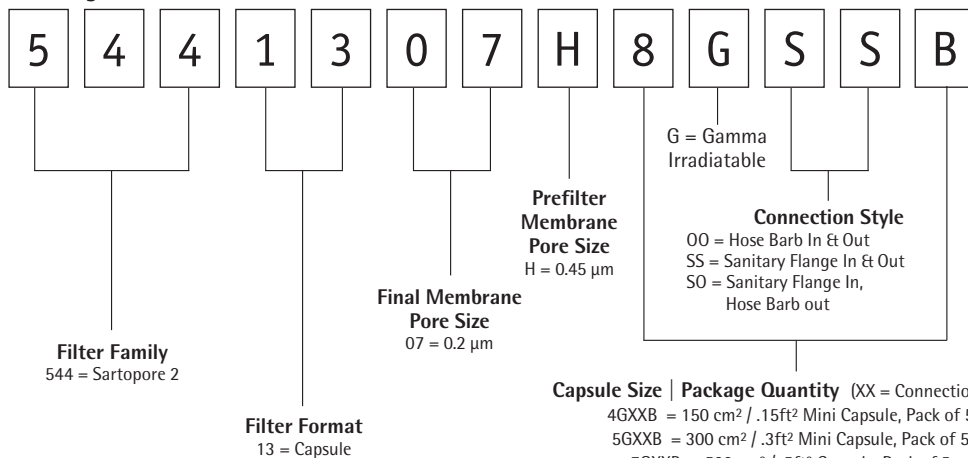 5 4 4 1 3 0 7 H 8 G S S B
G = Gamma
Irradiatable
Prefilter
Membrane
Pore Size
H = 0.45 µm
Connection Style
OO = Hose Barb In & Out
SS = Sanitary Flange In & Out
SO = Sanitary Flange In,
Hose Barb out
Final Membrane
Pore Size
07 = 0.2 µm
Filter Family
544 = Sartopore 2
Capsule Size | Package Quantity (XX = Connectio
4GXXB = 150 cm² / .15ft² Mini Capsule, Pack of 5
5GXXB = 300 cm² / .3ft² Mini Capsule, Pack of 5
Filter Format
13 = Capsule